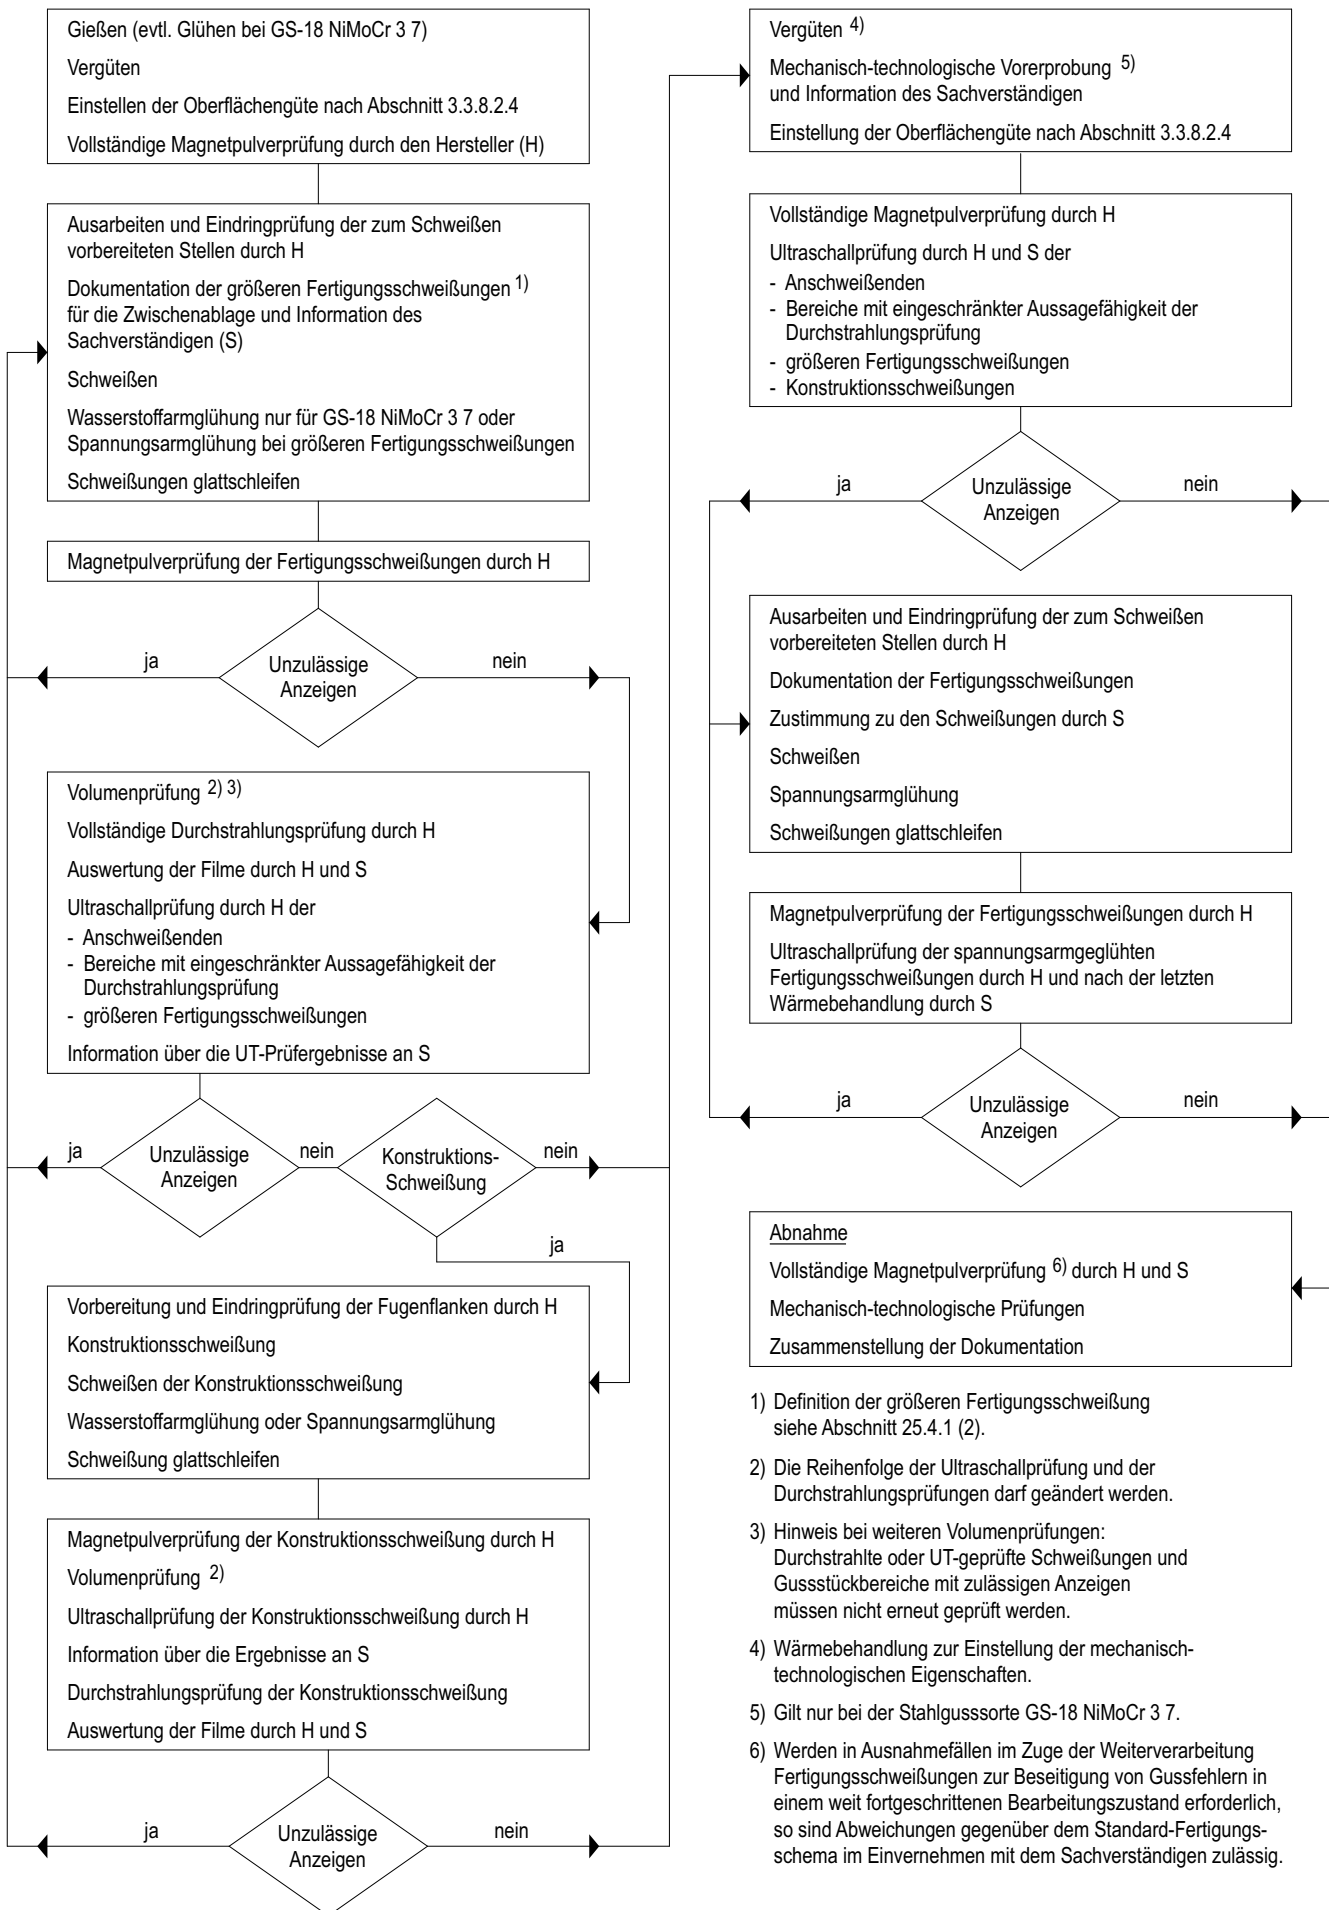 Gießen (evtl. Glühen bei GS-18 NiMoCr 3 7)
Vergüten
Einstellen der Oberflächengüte nach Abschnitt 3.3.8.2.4
Vollständige Magnetpulverprüfung durch den Hersteller (H)
Ausarbeiten und Eindringprüfung der zum Schweißen
vorbereiteten Stellen durch H
Dokumentation der größeren Fertigungsschweißungen 1)
für die Zwischenablage und Information des
Sachverständigen (S)
Schweißen
Wasserstoffarmglühung nur für GS-18 NiMoCr 3 7 oder
Spannungsarmglühung bei größeren Fertigungsschweißungen
Schweißungen glattschleifen
Magnetpulverprüfung der Fertigungsschweißungen durch H
ja
Unzulässige
Anzeigen
nein
Volumenprüfung 2) 3)
Vollständige Durchstrahlungsprüfung durch H
Auswertung der Filme durch H und S
Ultraschallprüfung durch H der
- Anschweißenden
- Bereiche mit eingeschränkter Aussagefähigkeit der
Durchstrahlungsprüfung
- größeren Fertigungsschweißungen
Information über die UT-Prüfergebnisse an S
ja
Unzulässige
Anzeigen
nein
Konstruktions-
Schweißung
nein
ja
Vorbereitung und Eindringprüfung der Fugenflanken durch H
Konstruktionsschweißung
Schweißen der Konstruktionsschweißung
Wasserstoffarmglühung oder Spannungsarmglühung
Schweißung glattschleifen
Magnetpulverprüfung der Konstruktionsschweißung durch H
Volumenprüfung 2)
Ultraschallprüfung der Konstruktionsschweißung durch H
Information über die Ergebnisse an S
Durchstrahlungsprüfung der Konstruktionsschweißung
Auswertung der Filme durch H und S
ja
Unzulässige
Anzeigen
nein
Vergüten 4)
Mechanisch-technologische Vorerprobung 5)
und Information des Sachverständigen
Einstellung der Oberflächengüte nach Abschnitt 3.3.8.2.4
Vollständige Magnetpulverprüfung durch H
Ultraschallprüfung durch H und S der
- Anschweißenden
- Bereiche mit eingeschränkter Aussagefähigkeit der
Durchstrahlungsprüfung
- größeren Fertigungsschweißungen
- Konstruktionsschweißungen
ja
Unzulässige
Anzeigen
nein
Ausarbeiten und Eindringprüfung der zum Schweißen
vorbereiteten Stellen durch H
Dokumentation der Fertigungsschweißungen
Zustimmung zu den Schweißungen durch S
Schweißen
Spannungsarmglühung
Schweißungen glattschleifen
Magnetpulverprüfung der Fertigungsschweißungen durch H
Ultraschallprüfung der spannungsarmgeglühten
Fertigungsschweißungen durch H und nach der letzten
Wärmebehandlung durch S
ja
Unzulässige
Anzeigen
nein
Abnahme
Vollständige Magnetpulverprüfung 6) durch H und S
Mechanisch-technologische Prüfungen
Zusammenstellung der Dokumentation
1) Definition der größeren Fertigungsschweißung
siehe Abschnitt 25.4.1 (2).
2) Die Reihenfolge der Ultraschallprüfung und der
Durchstrahlungsprüfungen darf geändert werden.
3) Hinweis bei weiteren Volumenprüfungen:
Durchstrahlte oder UT-geprüfte Schweißungen und
Gussstückbereiche mit zulässigen Anzeigen
müssen nicht erneut geprüft werden.
4) Wärmebehandlung zur Einstellung der mechanisch-
technologischen Eigenschaften.
5) Gilt nur bei der Stahlgusssorte GS-18 NiMoCr 3 7.
6) Werden in Ausnahmefällen im Zuge der Weiterverarbeitung
Fertigungsschweißungen zur Beseitigung von Gussfehlern in
einem weit fortgeschrittenen Bearbeitungszustand erforderlich,
so sind Abweichungen gegenüber dem Standard-Fertigungs-
schema im Einvernehmen mit dem Sachverständigen zulässig.